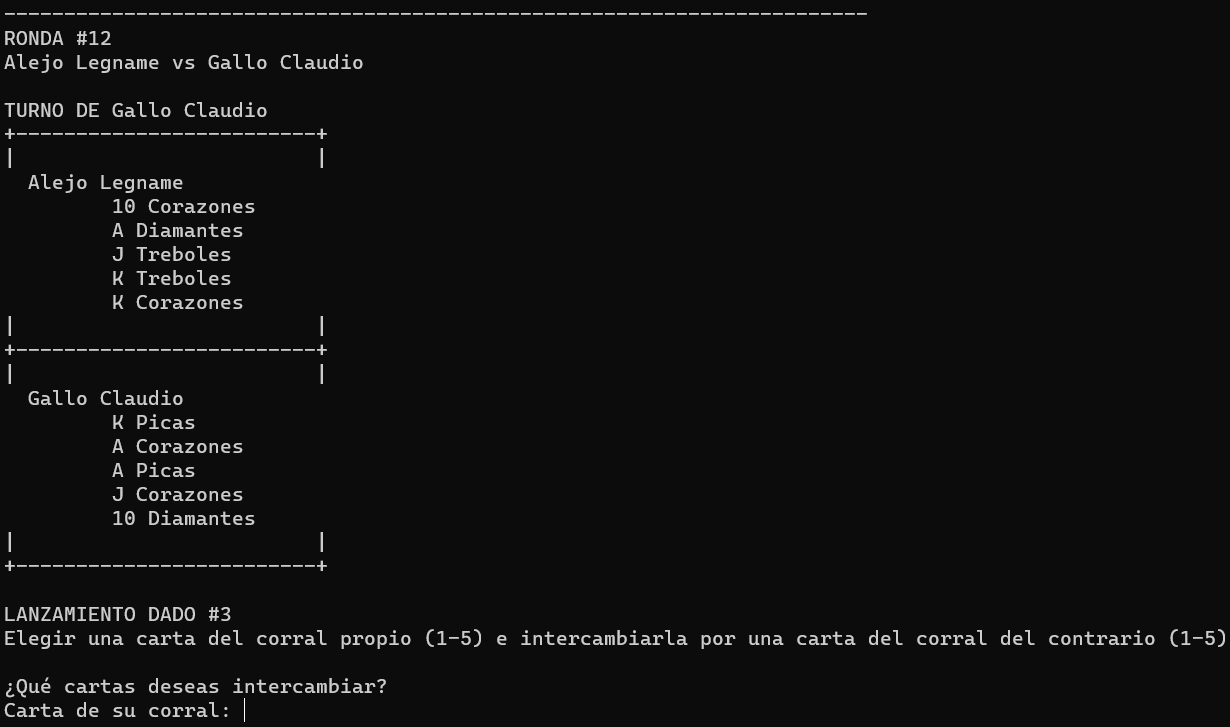 ------------------------------------------------------------------------
RONDA #12
Alejo Legname vs Gallo Claudio
TURNO DE Gallo Claudio
+-------------------------+
|                         |
  Alejo Legname
         10 Corazones
         A Diamantes
         J Treboles
         K Treboles
         K Corazones
|                         |
+-------------------------+
|                         |
  Gallo Claudio
         K Picas
         A Corazones
         A Picas
         J Corazones
         10 Diamantes
|                         |
+-------------------------+
LANZAMIENTO DADO #3
Elegir una carta del corral propio (1-5) e intercambiarla por una carta del corral del contrario (1-5)
¿Qué cartas deseas intercambiar?
Carta de su corral: